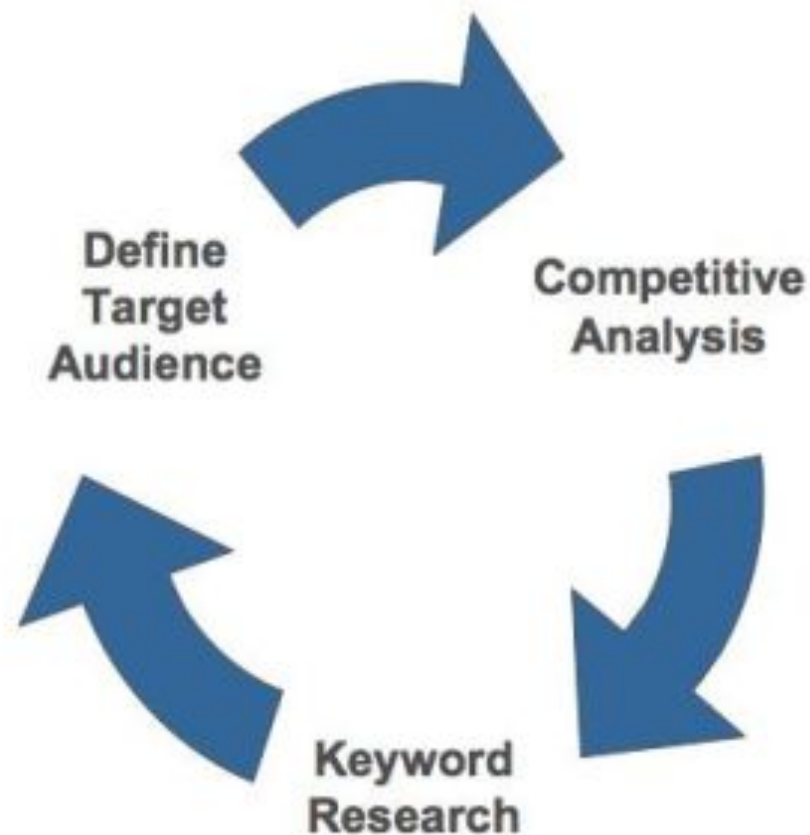 Define
Target
Audience
Competitive
Analysis
Keyword
Research